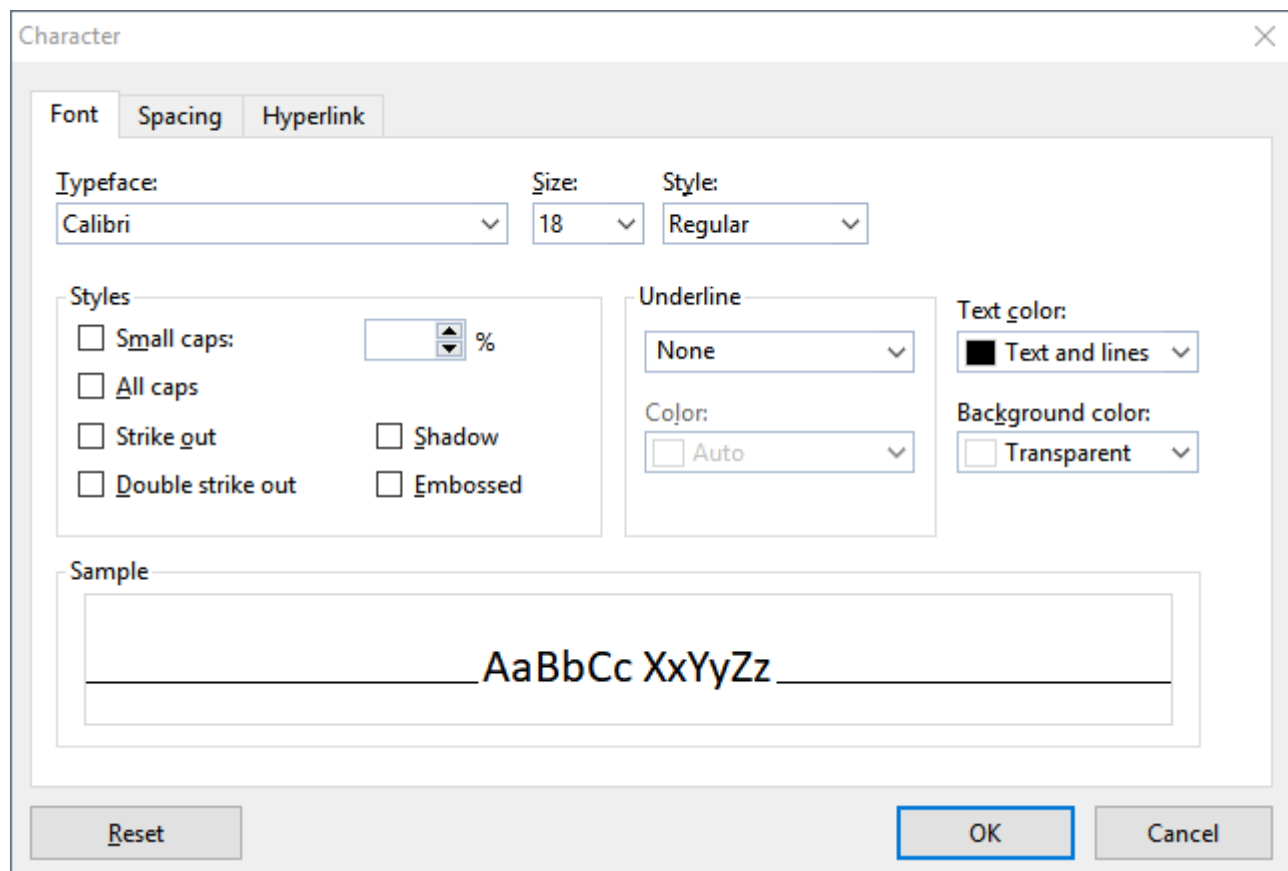 Character
Font Spacing Hyperlink
Typeface: Size: Style:
Calibri 18 Regular
Styles Underline
Small caps: % None
All caps
Strike out Shadow
Double strike out Embossed
Color:
Auto
Text color:
Text and lines
Background color:
Transparent
Sample
AaBbCc XxYyZz
Reset OK Cancel